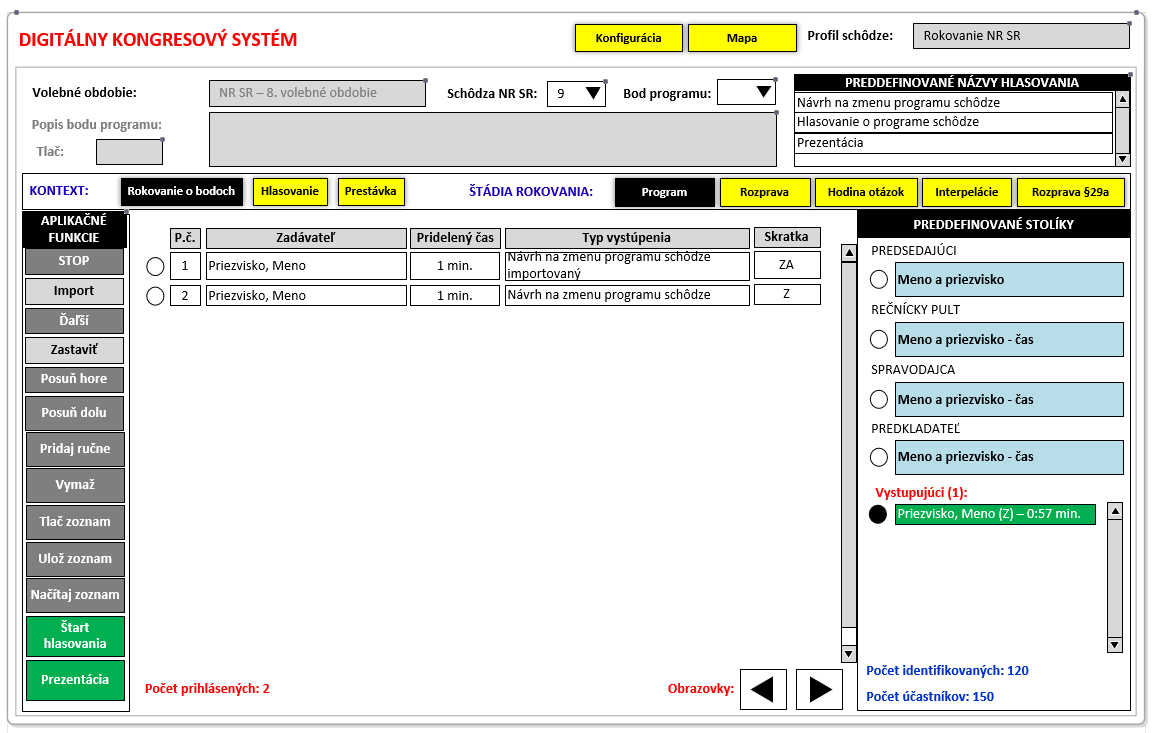 DIGITÁLNY KONGRESOVÝ SYSTÉM
Konfigurácia
Mapa
Profil schôdze:
Rokovanie NR SR
Volebné obdobie:
NR SR – 8. volebné obdobie
Schôdza NR SR:
9
Bod programu:
Popis bodu programu:
Tlač:
PREDDEFINOVANÉ NÁZVY HLASOVANIA
Návrh na zmenu programu schôdze
Hlasovanie o programe schôdze
Prezentácia
KONTEXT:
Rokovanie o bodoch
Hlasovanie
Prestávka
ŠTÁDIA ROKOVANIA:
Program
Rozprava
Hodina otázok
Interpelácie
Rozprava §29a
APLIKAČNÉ
FUNKCIE
STOP
Import
Ďaľší
Zastaviť
Posuň hore
Posuň dolu
Pridaj ručne
Vymaž
Tlač zoznam
Ulož zoznam
Načítaj zoznam
Štart
hlasovania
Prezentácia
P.č.
Zadávateľ
Pridelený čas
Typ vystúpenia
Skratka
1
Priezvisko, Meno
1 min.
Návrh na zmenu programu schôdze
importovaný
ZA
2
Priezvisko, Meno
1 min.
Návrh na zmenu programu schôdze
Z
Počet prihlásených: 2
Obrazovky:
PREDDEFINOVANÉ STOLÍKY
PREDSEDAJÚCI
Meno a priezvisko
REČNÍCKY PULT
Meno a priezvisko - čas
SPRAVODAJCA
Meno a priezvisko - čas
PREDKLADATEĽ
Meno a priezvisko - čas
Vystupujúci (1):
Priezvisko, Meno (Z) – 0:57 min.
Počet identifikovaných: 120
Počet účastníkov: 150